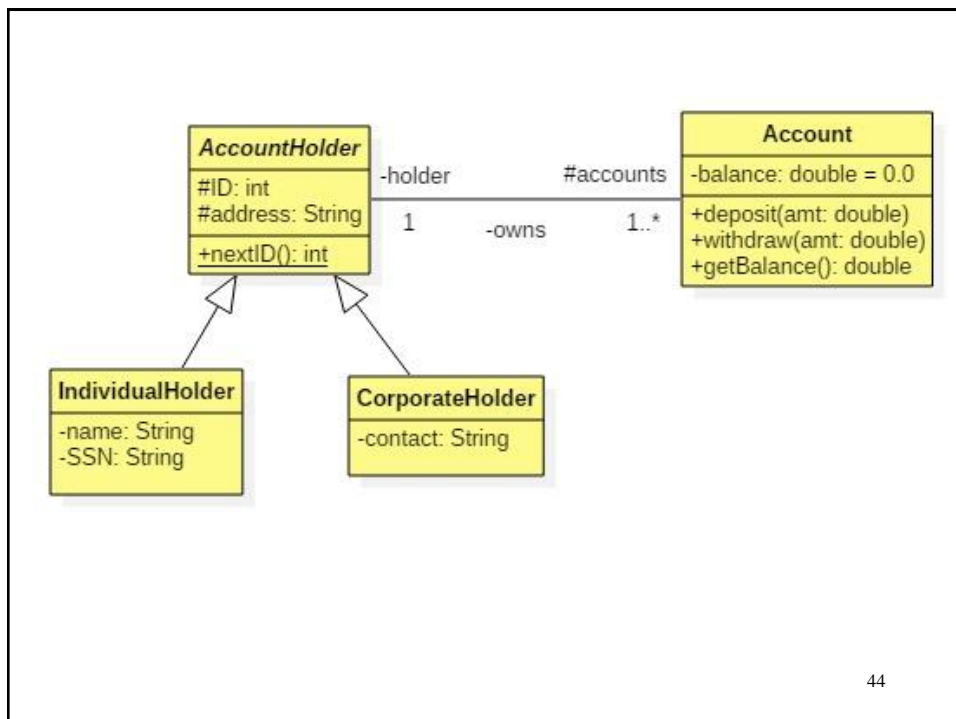 AccountHolder
#ID: int
#address: String
+nextID(): int
-holder
1
-owns
#accounts
1..*
Account
-balance: double = 0.0
+deposit(amt: double)
+withdraw(amt: double)
+getBalance(): double
IndividualHolder
-name: String
-SSN: String
CorporateHolder
-contact: String
44